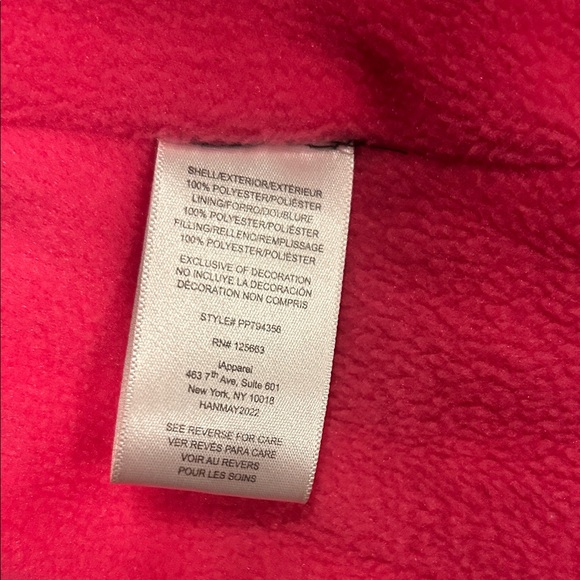 SHELL/EXTERIOR/EXTÉRIEUR
100% POLYESTER/POLIÉSTER
LINING/FORRO/DOUBLURE
100% POLYESTER/POLIÉSTER
FILLING/RELLENO/REMPLISSAGE
100% POLYESTER/POLIÉSTER
EXCLUSIVE OF DECORATION
NO INCLUYE LA DECORACIÓN
DÉCORATION NON COMPRIS
STYLE# PP794356
RN# 125663
iApparel
463 7th Ave, Suite 601
New York, NY 10018
HANMAY2022
SEE REVERSE FOR CARE
VER REVÉS PARA CARE
VOIR AU REVERS
POUR LES SOINS